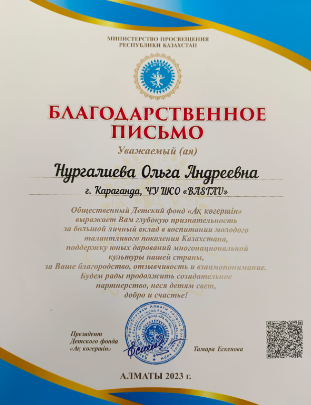 МИНИСТЕРСТВО ПРОСВЕЩЕНИЯ
РЕСПУБЛИКИ КАЗАХСТАН
БЛАГОДАРСТВЕННОЕ
ПИСЬМО
Уважаемый (ая)
Нургалиева Ольга Андреевна
г. Караганда, ЧУ ШСО «BASTAU»
Общественный Детский фонд «Ақ көгершін»
выражает Вам глубокую признательность
за большой личный вклад в воспитании молодого
талантливого поколения Казахстана,
поддержку юных дарований многонациональной
культуры нашей страны,
за Ваше благородство, отзывчивость и взаимопонимание.
Будем рады продолжить созидательное
партнерство, неся детям свет,
добро и счастье!
Президент
Детского фонда
«Ақ көгершін»
Тамара Есенова
АЛМАТЫ 2023 г.